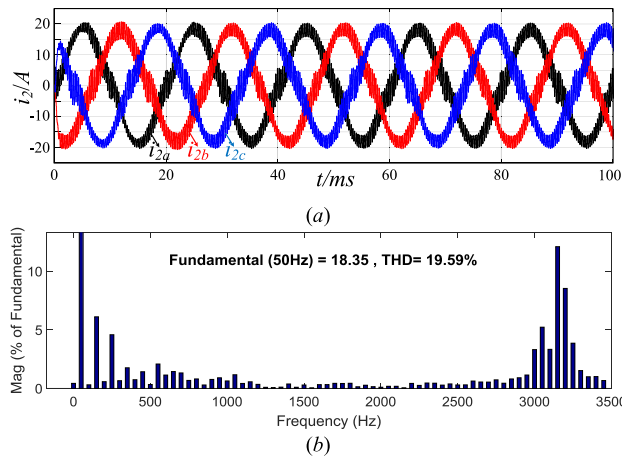 i2/A
20
10
0
-10
-20
i2a
i2b
i2c
0
20
40
60
80
100
t/ms
(a)
Fundamental (50Hz) = 18.35 , THD= 19.59%
Mag (% of Fundamental)
10
5
0
0
500
1000
1500
2000
2500
3000
3500
Frequency (Hz)
(b)